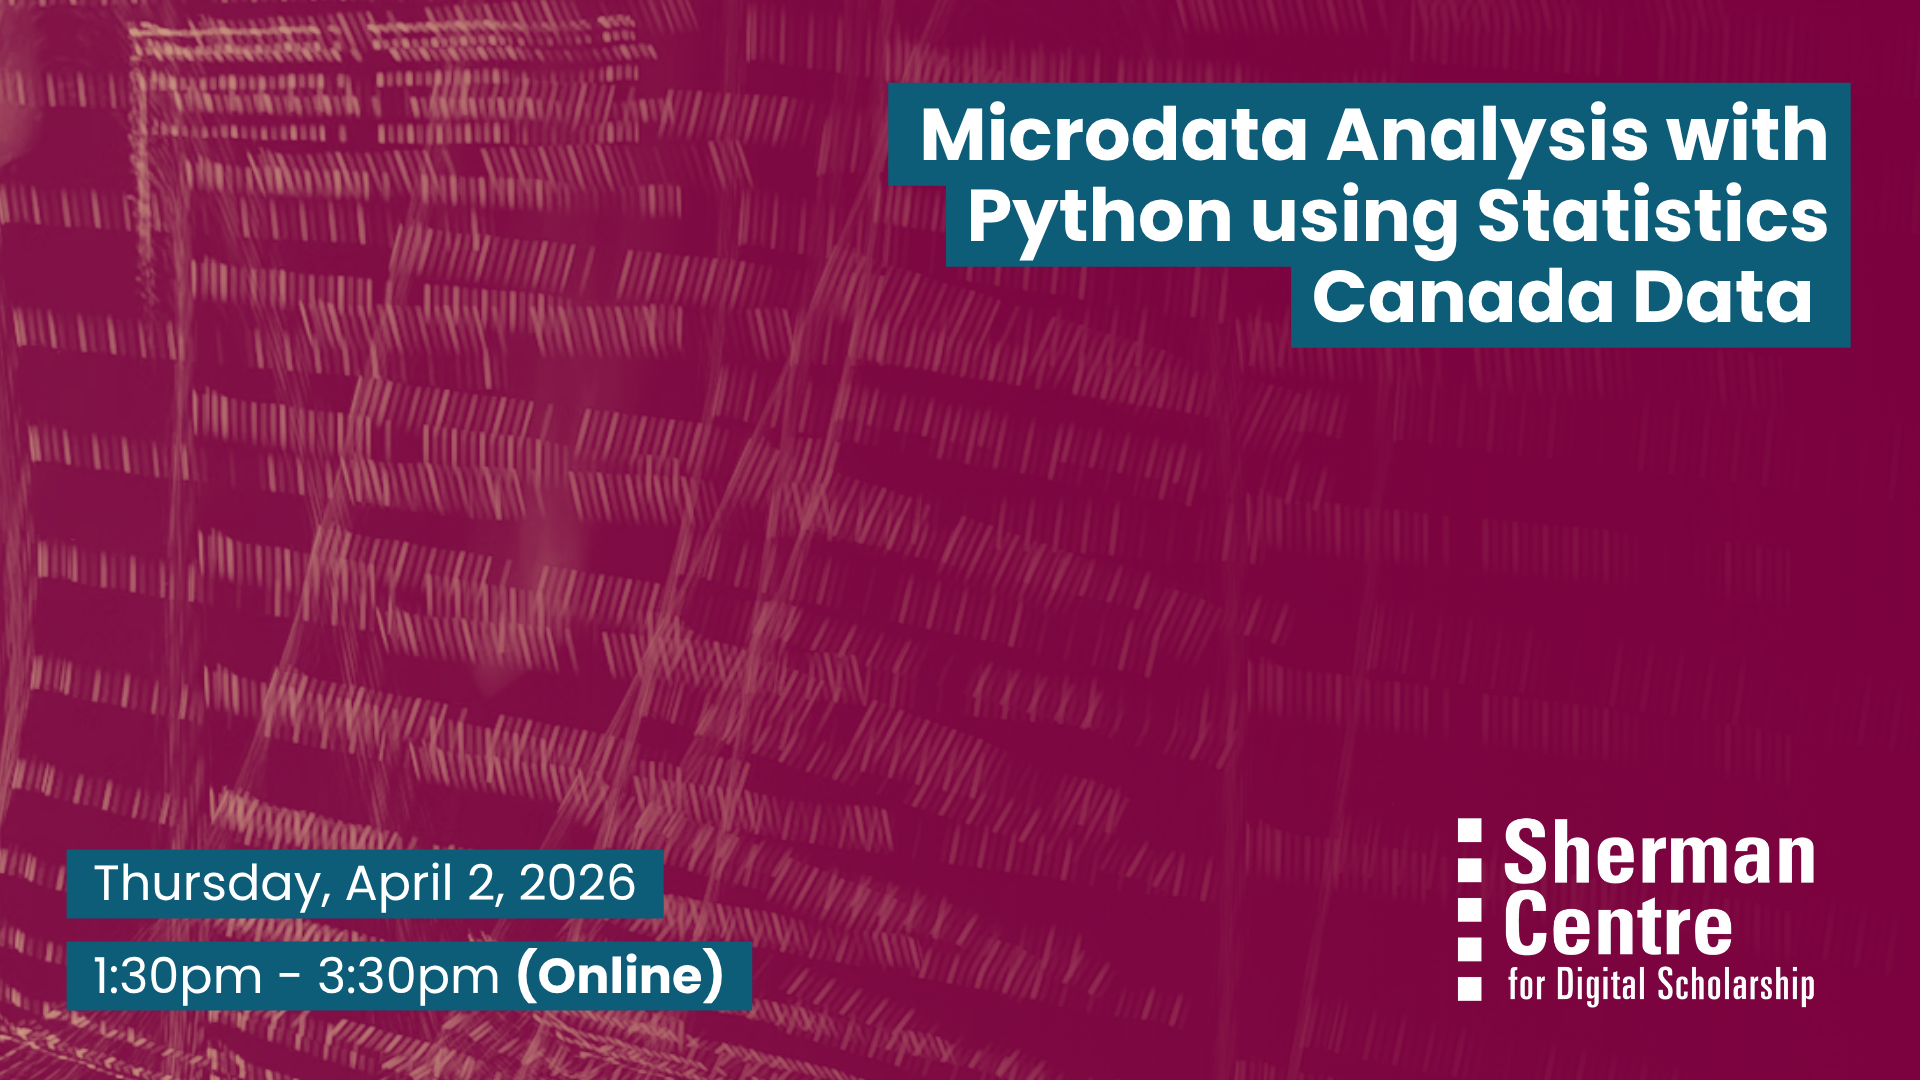 Microdata Analysis with
Python using Statistics
Canada Data
Thursday, April 2, 2026
1:30pm - 3:30pm (Online)
Sherman
Centre
for Digital Scholarship